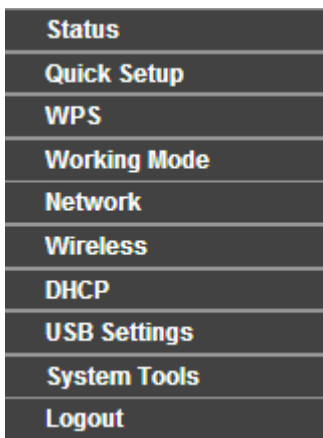 Status
Quick Setup
WPS
Working Mode
Network
Wireless
DHCP
USB Settings
System Tools
Logout